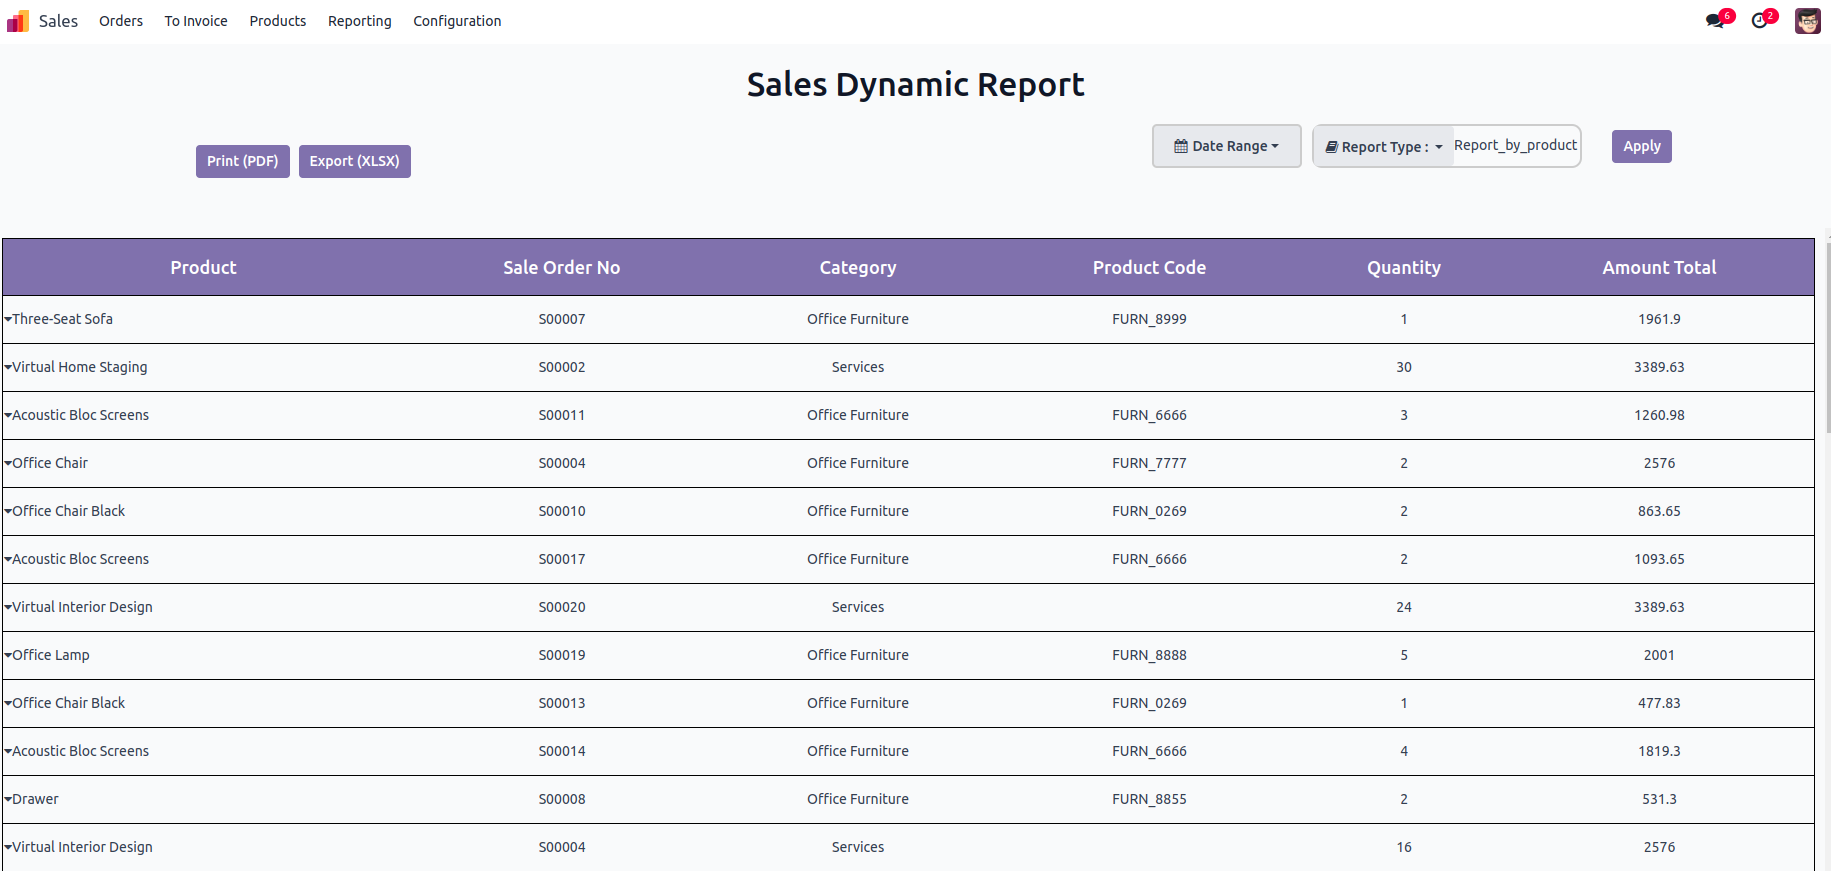 Sales Orders To Invoice Products Reporting Configuration 6 2
Sales Dynamic Report
Print (PDF) Export (XLSX) Date Range Report Type : Report_by_product Apply
Product Sale Order No Category Product Code Quantity Amount Total
Three-Seat Sofa S00007 Office Furniture FURN_8999 1 1961.9
Virtual Home Staging S00002 Services 30 3389.63
Acoustic Bloc Screens S00011 Office Furniture FURN_6666 3 1260.98
Office Chair S00004 Office Furniture FURN_7777 2 2576
Office Chair Black S00010 Office Furniture FURN_0269 2 863.65
Acoustic Bloc Screens S00017 Office Furniture FURN_6666 2 1093.65
Virtual Interior Design S00020 Services 24 3389.63
Office Lamp S00019 Office Furniture FURN_8888 5 2001
Office Chair Black S00013 Office Furniture FURN_0269 1 477.83
Acoustic Bloc Screens S00014 Office Furniture FURN_6666 4 1819.3
Drawer S00008 Office Furniture FURN_8855 2 531.3
Virtual Interior Design S00004 Services 16 2576